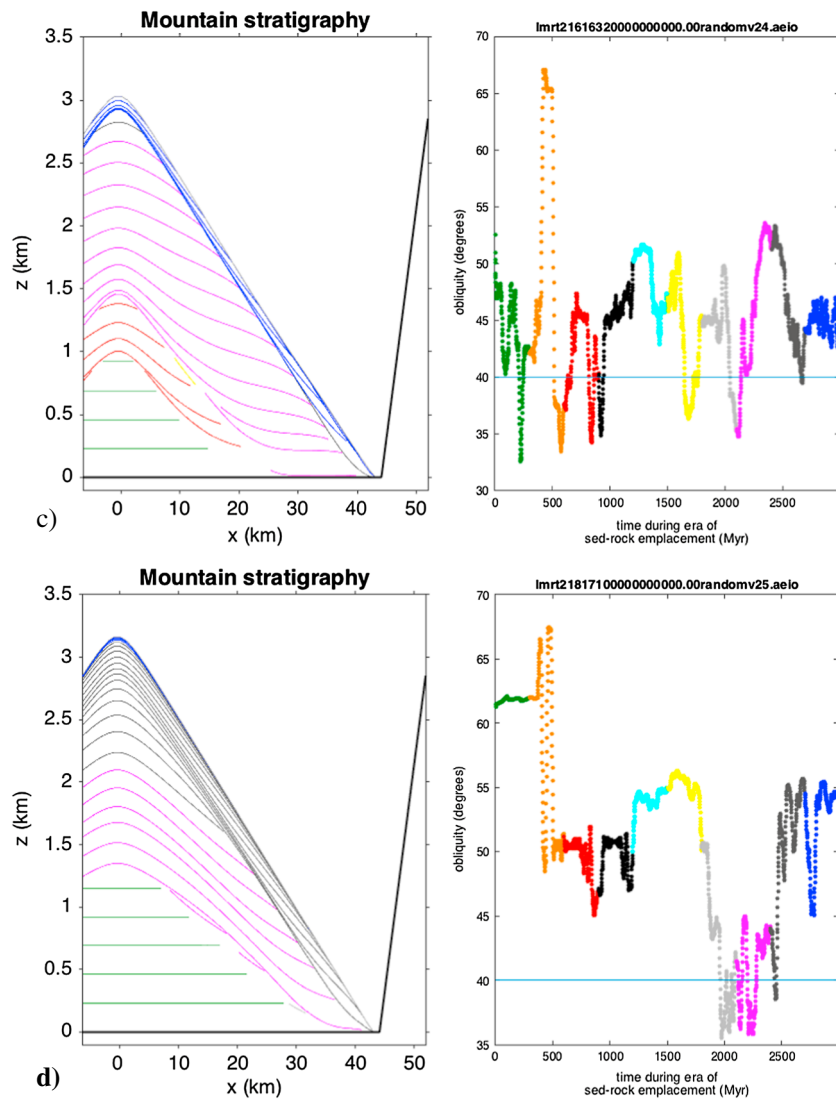 Mountain stratigraphy
3.5
3
2.5
2
1.5
1
0.5
0
z (km)
0 10 20 30 40 50
x (km)
c)
lmrt21616320000000000.00randomv24.aeio
70
65
60
55
50
45
40
35
30
obliquity (degrees)
0 500 1000 1500 2000 2500
time during era of
sed-rock emplacement (Myr)
Mountain stratigraphy
3.5
3
2.5
2
1.5
1
0.5
0
z (km)
0 10 20 30 40 50
x (km)
d)
lmrt21817100000000000.00randomv25.aeio
70
65
60
55
50
45
40
35
obliquity (degrees)
0 500 1000 1500 2000 2500
time during era of
sed-rock emplacement (Myr)